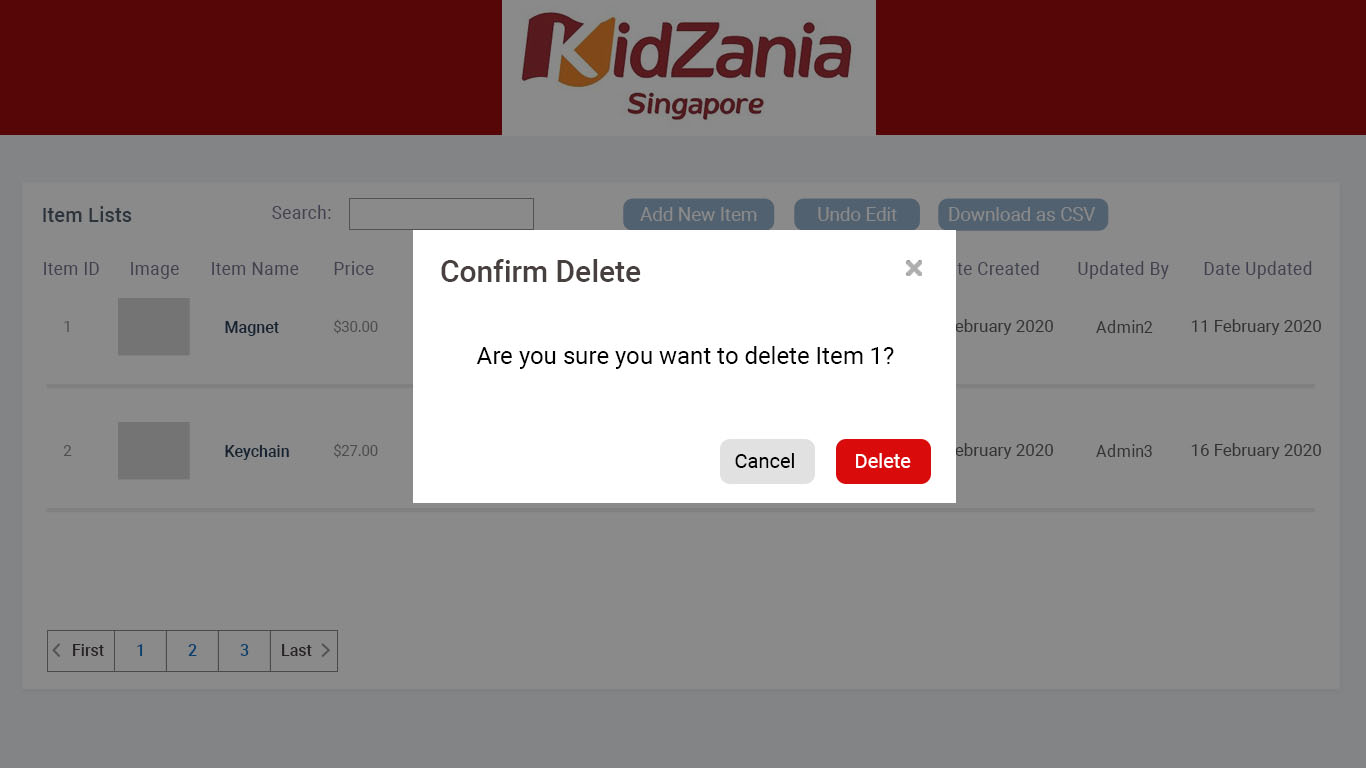 KidZania
Singapore
Item Lists Search: Add New Item Undo Edit Download as CSV
Item ID Image Item Name Price te Created Updated By Date Updated
Confirm Delete
1 Magnet $30.00 ebruary 2020 Admin2 11 February 2020
Are you sure you want to delete Item 1?
2 Keychain $27.00 ebruary 2020 Admin3 16 February 2020
Cancel Delete
First 1 2 3 Last